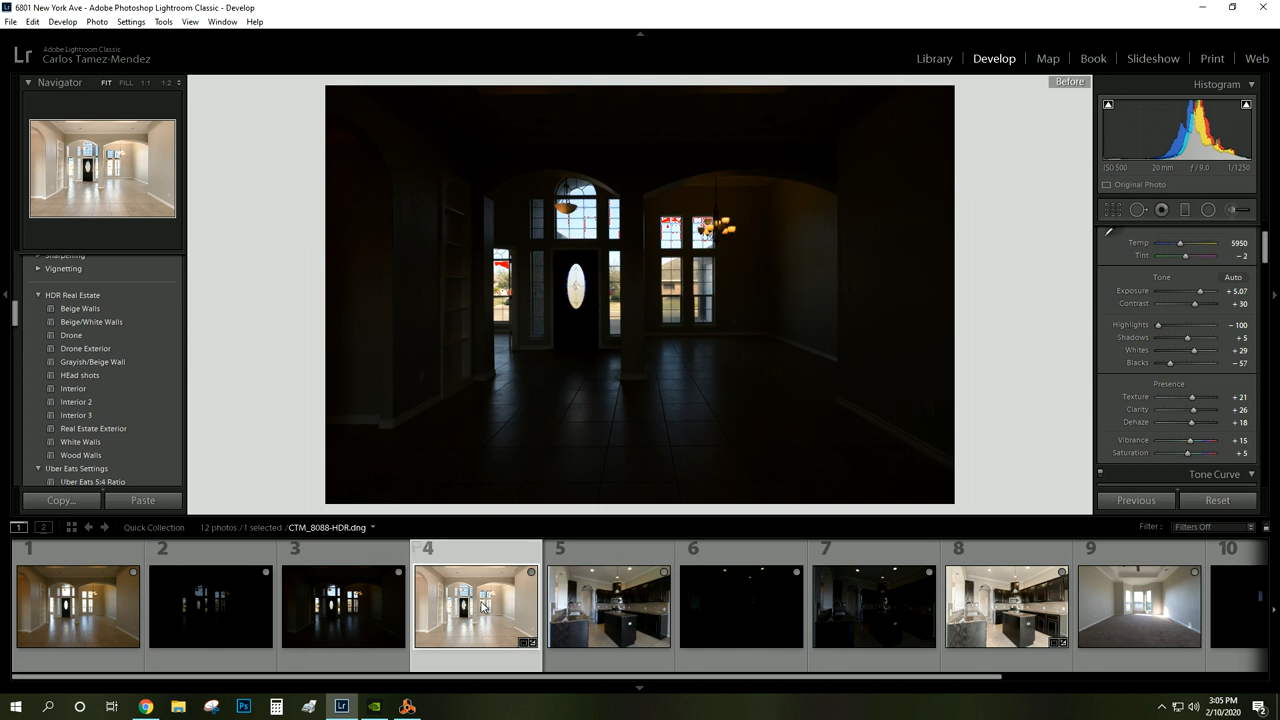 6801 New York Ave - Adobe Photoshop Lightroom Classic - Develop
File Edit Develop Photo Settings Tools View Window Help
Lr Adobe Lightroom Classic
Carlos Tamez-Mendez
Library Develop Map Book Slideshow Print Web
Navigator FIT FILL 1:1 1:2
Before
Histogram
ISO 500 120 mm ƒ / 9.0 1/1250
Original Photo
Temp 5950
Tint - 2
Tone Auto
Exposure + 5.07
Contrast + 30
Highlights - 100
Shadows + 5
Whites + 29
Blacks - 57
Presence
Texture + 21
Clarity + 26
Dehaze + 18
Vibrance + 15
Saturation + 5
Tone Curve
Previous Reset
Vignetting
HDR Real Estate
Beige Walls
Beige/White Walls
Drone
Drone Exterior
Grayish/Beige Wall
HEad shots
Interior
Interior 2
Interior 3
Real Estate Exterior
White Walls
Wood Walls
Uber Eats Settings
Uber Eats 5:4 Ratio
Copy... Paste
1 2 Quick Collection 12 photos / 1 selected / CTM_8088-HDR.dng Filter : Filters Off
1 2 3 4 5 6 7 8 9 10
Ps Lr
3:05 PM
2/10/2020
2